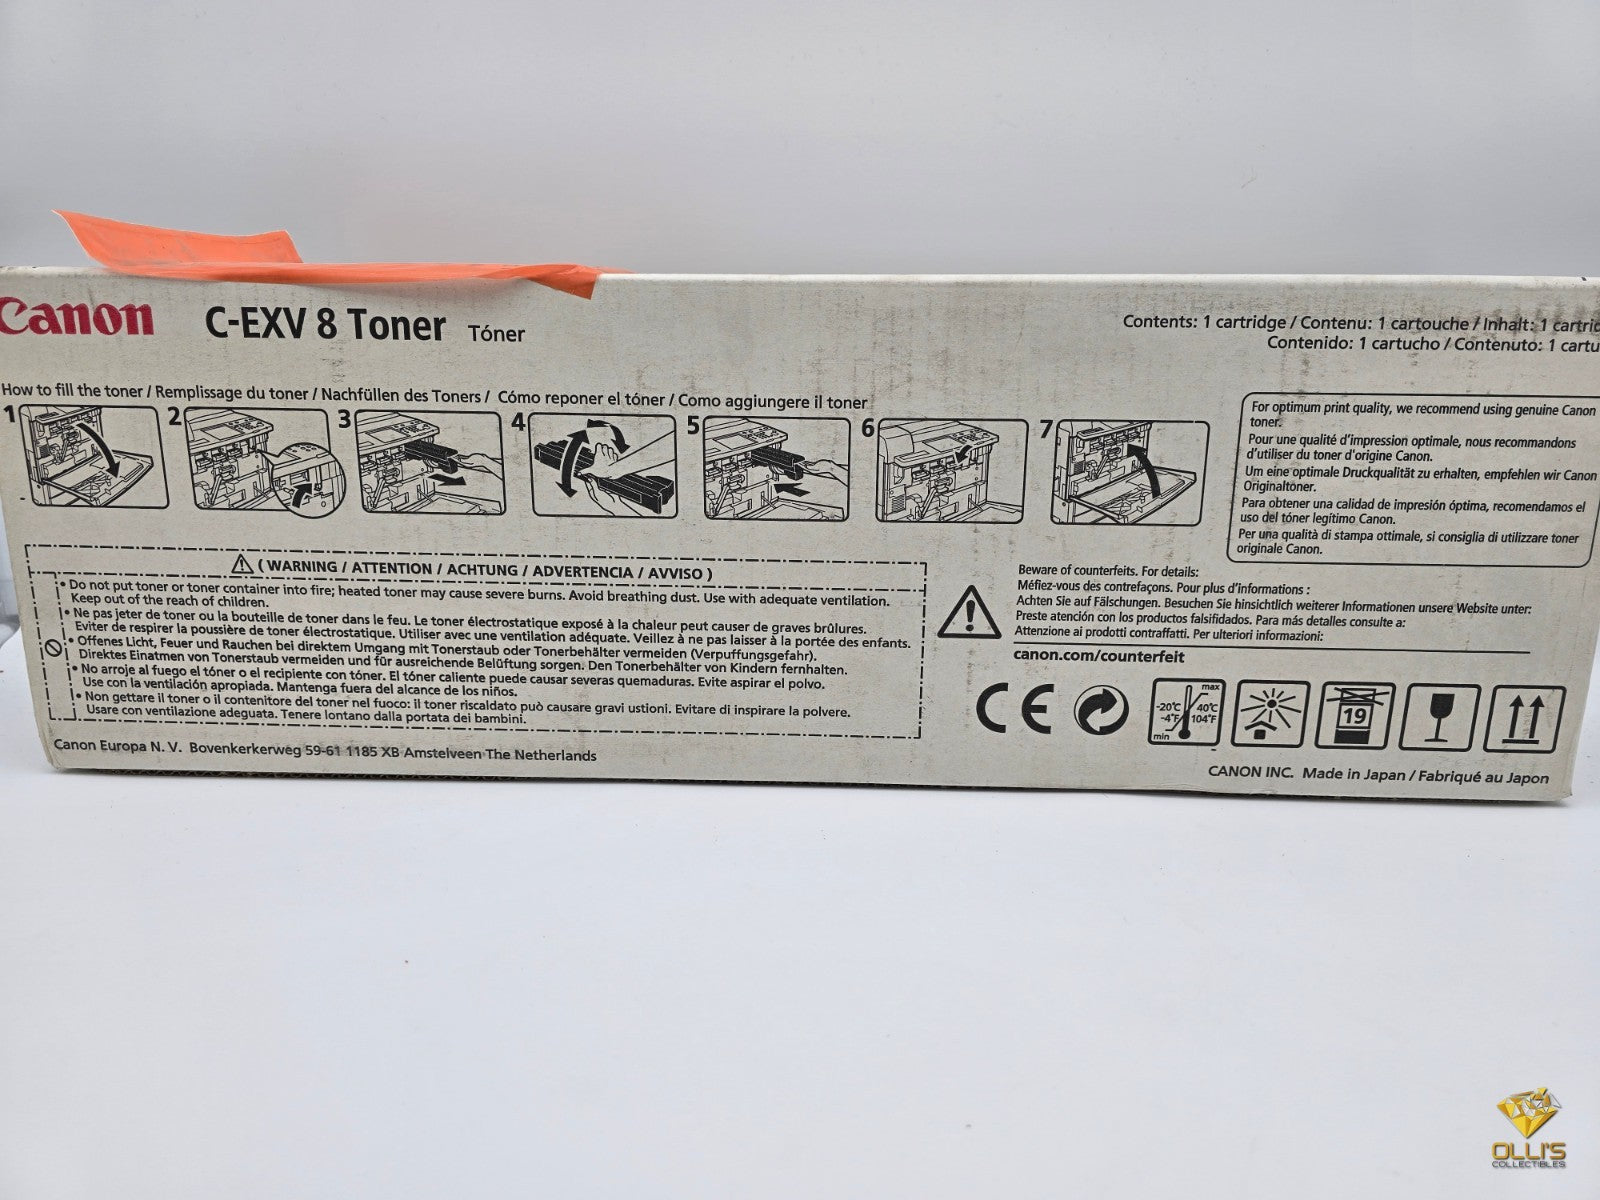 Canon C-EXV 8 Toner Tóner
Contents: 1 cartridge / Contenu: 1 cartouche / Inhalt: 1
Contenido: 1 cartucho / Contenuto: 1
How to fill the toner / Remplissage du toner / Nachfüllen des Toners / Cómo reponer el tóner / Como aggiungere il toner
1 2 3 4 5 6 7
For optimum print quality, we recommend using genuine Canon
toner.
Pour une qualité d'impression optimale, nous recommandons
d'utiliser du toner d'origine Canon.
Um eine optimale Druckqualität zu erhalten, empfehlen wir Canon
Originaltoner.
Para obtener una calidad de impresión óptima, recomendamos el
uso del tóner legítimo Canon.
Per una qualità di stampa ottimale, si consiglia di utilizzare toner
originale Canon.
( WARNING / ATTENTION / ACHTUNG / ADVERTENCIA / AVVISO )
• Do not put toner or toner container into fire; heated toner may cause severe burns. Avoid breathing dust. Use with adequate ventilation.
Keep out of the reach of children.
• Ne pas jeter de toner ou la bouteille de toner dans le feu. Le toner électrostatique exposé à la chaleur peut causer de graves brûlures.
Eviter de respirer la poussière de toner électrostatique. Utiliser avec une ventilation adéquate. Veillez à ne pas laisser à la portée des enfants.
• Offenes Licht, Feuer und Rauchen bei direktem Umgang mit Tonerstaub oder Tonerbehälter vermeiden (Verpuffungsgefahr).
Direktes Einatmen von Tonerstaub vermeiden und für ausreichende Belüftung sorgen. Den Tonerbehälter von Kindern fernhalten.
• No arroje al fuego el tóner o el recipiente con tóner. El tóner caliente puede causar severas quemaduras. Evite aspirar el polvo.
Use con la ventilación apropiada. Mantenga fuera del alcance de los niños.
• Non gettare il toner o il contenitore del toner nel fuoco: il toner riscaldato può causare gravi ustioni. Evitare di inspirare la polvere.
Usare con ventilazione adeguata. Tenere lontano dalla portata dei bambini.
Canon Europa N. V. Bovenkerkerweg 59-61 1185 XB Amstelveen The Netherlands
Beware of counterfeits. For details:
Méfiez-vous des contrefaçons. Pour plus d'informations :
Achten Sie auf Fälschungen. Besuchen Sie hinsichtlich weiterer Informationen unsere Website unter:
Preste atención con los productos falsificados. Para más detalles consulte a:
Attenzione ai prodotti contraffatti. Per ulteriori informazioni:
canon.com/counterfeit
CE
max
-20°C 40°C
-4°F 104°F
min
19
CANON INC. Made in Japan / Fabriqué au Japon
OLLI'S
COLLECTIBLES